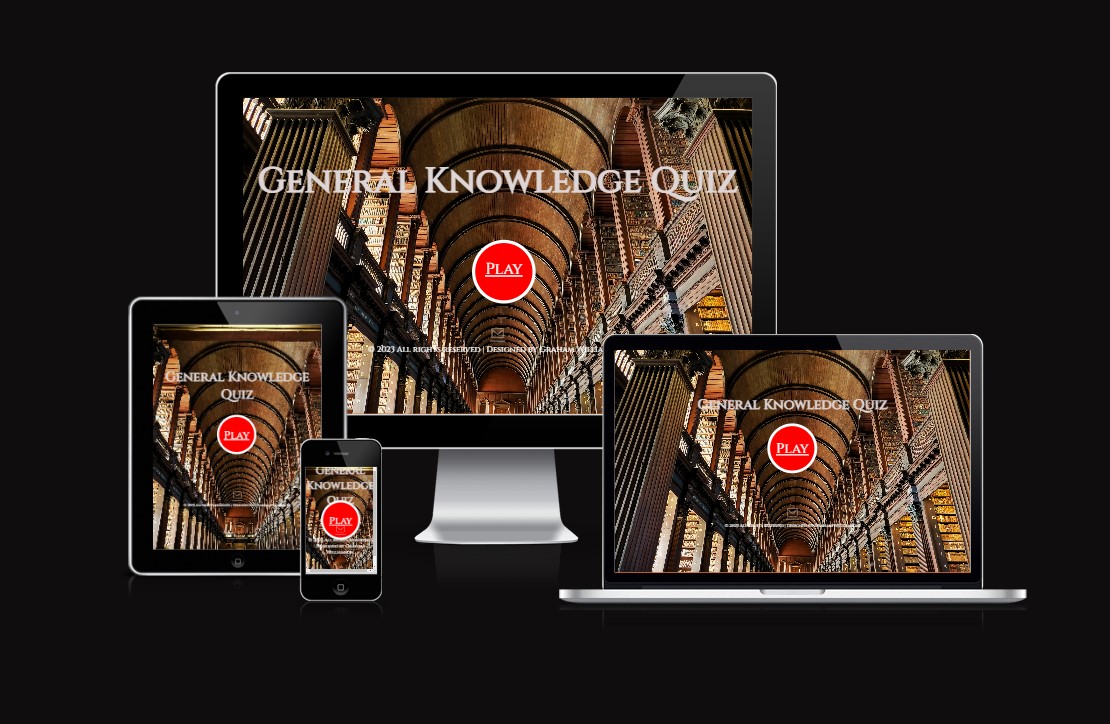 General Knowledge Quiz
Play
© 2023 All rights reserved | Designed by Graham Willia
General Knowledge
Quiz
Play
General
Knowledge
Quiz
Play
General Knowledge Quiz
Play